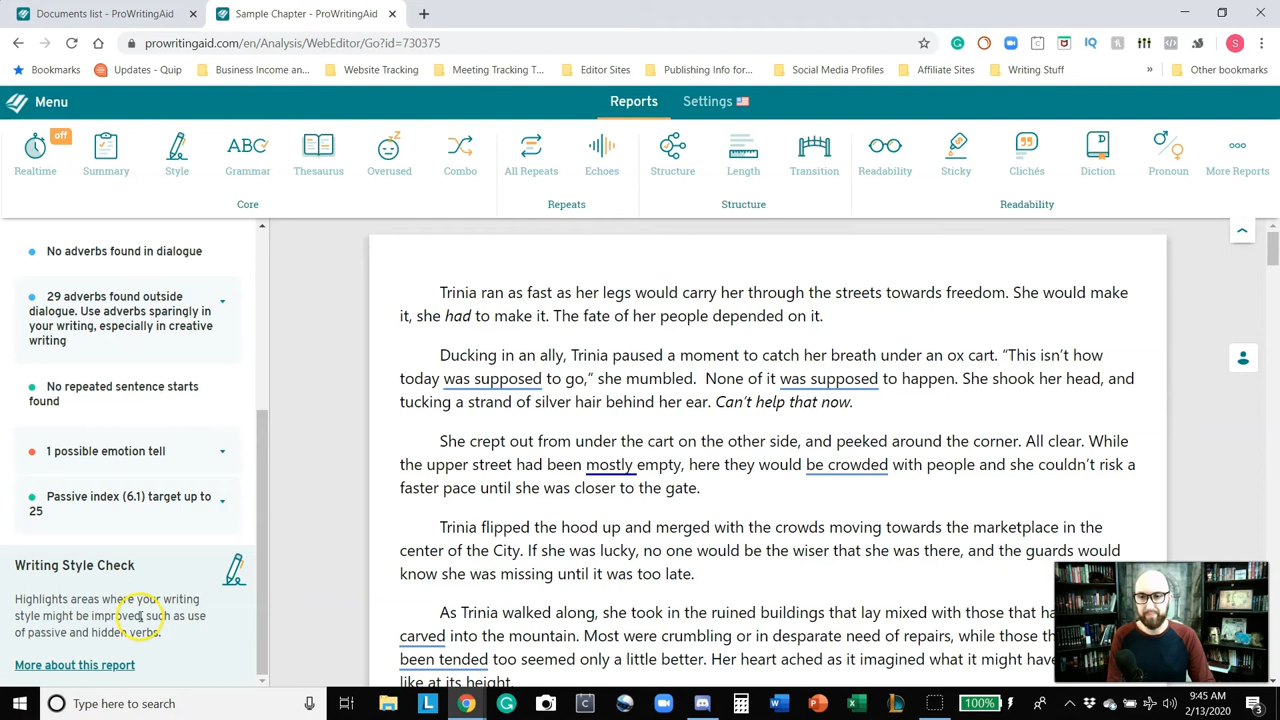 Documents list - ProWritingAid
Sample Chapter - ProWritingAid
prowritingaid.com/en/Analysis/WebEditor/Go?id=730375
S
Bookmarks
Updates - Quip
Business Income an...
Website Tracking
Meeting Tracking T...
Editor Sites
Publishing Info for...
Social Media Profiles
Affiliate Sites
Writing Stuff
»
Other bookmarks
Menu
Reports
Settings
off
Realtime
Summary
Style
ABC
Grammar
Thesaurus
Overused
Combo
All Repeats
Echoes
Structure
Length
Transition
Readability
Sticky
Clichés
Diction
Pronoun
More Reports
Core
Repeats
Structure
Readability
No adverbs found in dialogue
29 adverbs found outside
dialogue. Use adverbs sparingly in
your writing, especially in creative
writing
No repeated sentence starts
found
1 possible emotion tell
Passive index (6.1) target up to
25
Writing Style Check
Highlights areas where your writing
style might be improved, such as use
of passive and hidden verbs.
More about this report
Trinia ran as fast as her legs would carry her through the streets towards freedom. She would make
it, she had to make it. The fate of her people depended on it.
Ducking in an ally, Trinia paused a moment to catch her breath under an ox cart. “This isn’t how
today was supposed to go,” she mumbled.  None of it was supposed to happen. She shook her head, and
tucking a strand of silver hair behind her ear. Can’t help that now.
She crept out from under the cart on the other side, and peeked around the corner. All clear. While
the upper street had been mostly empty, here they would be crowded with people and she couldn’t risk a
faster pace until she was closer to the gate.
Trinia flipped the hood up and merged with the crowds moving towards the marketplace in the
center of the City. If she was lucky, no one would be the wiser that she was there, and the guards would
know she was missing until it was too late.
As Trinia walked along, she took in the ruined buildings that lay mixed with those that ha
carved into the mountain. Most were crumbling or in desperate need of repairs, while those th
been tended too seemed only a little better. Her heart ached as it imagined what it might have
like at its height.
Type here to search
100%
9:45 AM
2/13/2020
3